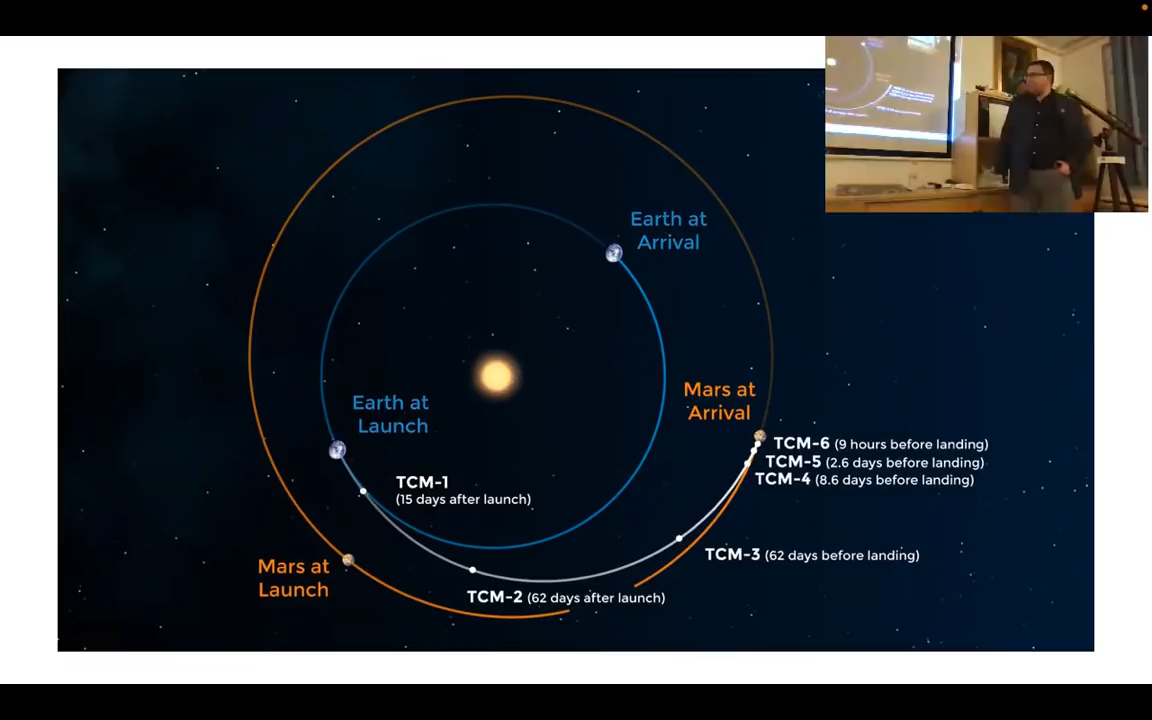 Earth at
Arrival
Mars at
Arrival
Earth at
Launch
TCM-6 (9 hours before landing)
TCM-5 (2.6 days before landing)
TCM-4 (8.6 days before landing)
TCM-1
(15 days after launch)
TCM-3 (62 days before landing)
Mars at
Launch
TCM-2 (62 days after launch)